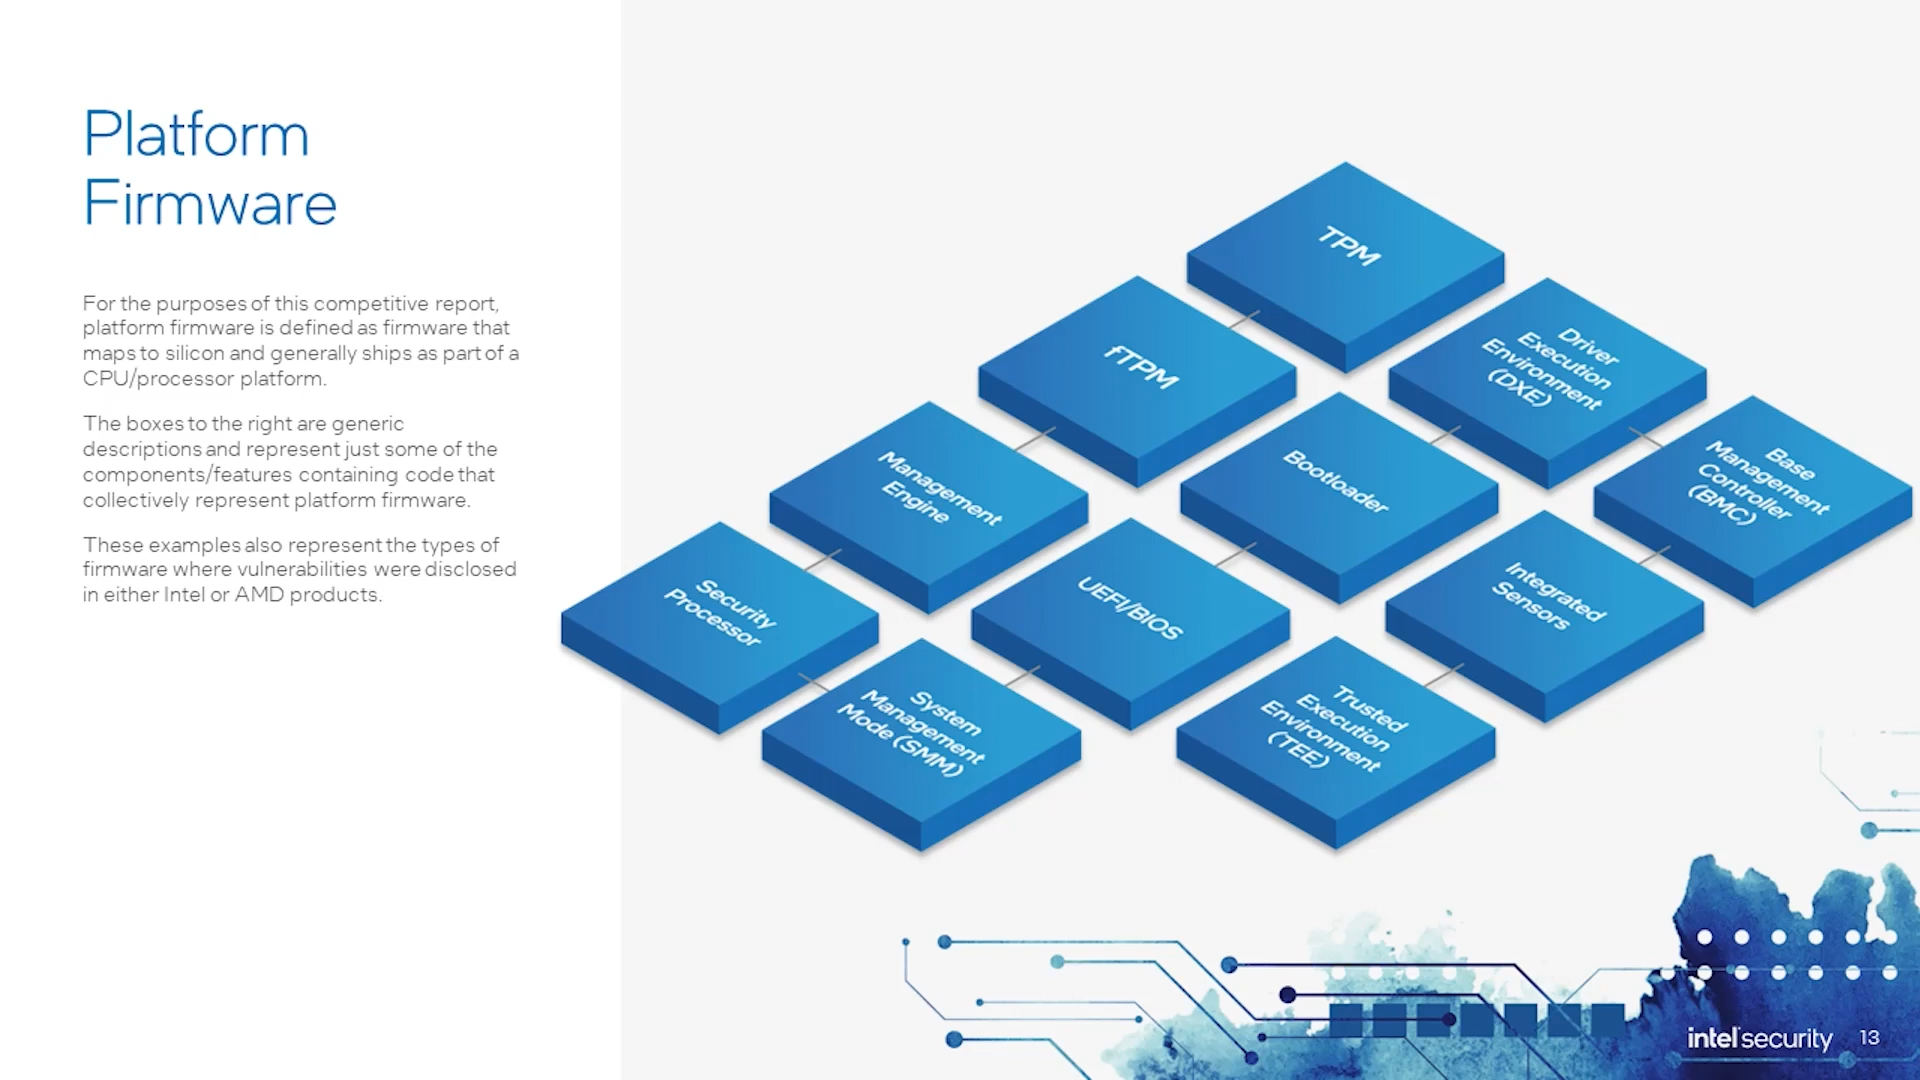 Platform
Firmware
For the purposes of this competitive report,
platform firmware is defined as firmware that
maps to silicon and generally ships as part of a
CPU/processor platform.
The boxes to the right are generic
descriptions and represent just some of the
components/features containing code that
collectively represent platform firmware.
These examples also represent the types of
firmware where vulnerabilities were disclosed
in either Intel or AMD products.
TPM
fTPM
Driver
Execution
Environment
(DXE)
Management
Engine
Bootloader
Base
Management
Controller
(BMC)
Security
Processor
UEFI/BIOS
Integrated
Sensors
System
Management
Mode (SMM)
Trusted
Execution
Environment
(TEE)
intel security
13